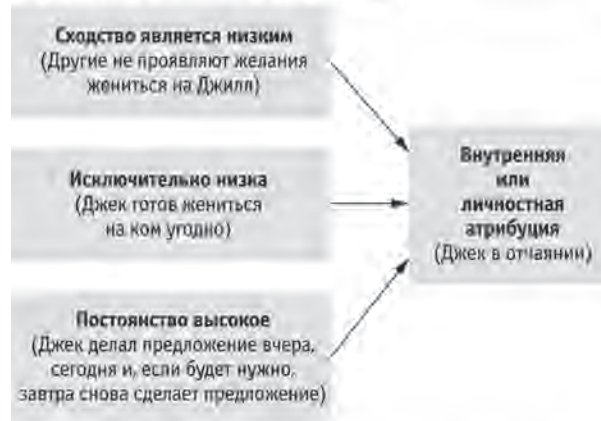 Сходство является низким
(Другие не проявляют желания
жениться на Джилл)
Исключительно низка
(Джек готов жениться
на ком угодно)
Постоянство высокое
(Джек делал предложение вчера,
сегодня и, если будет нужно,
завтра снова сделает предложение)
Внутренняя
или
личностная
атрибуция
(Джек в отчаянии)